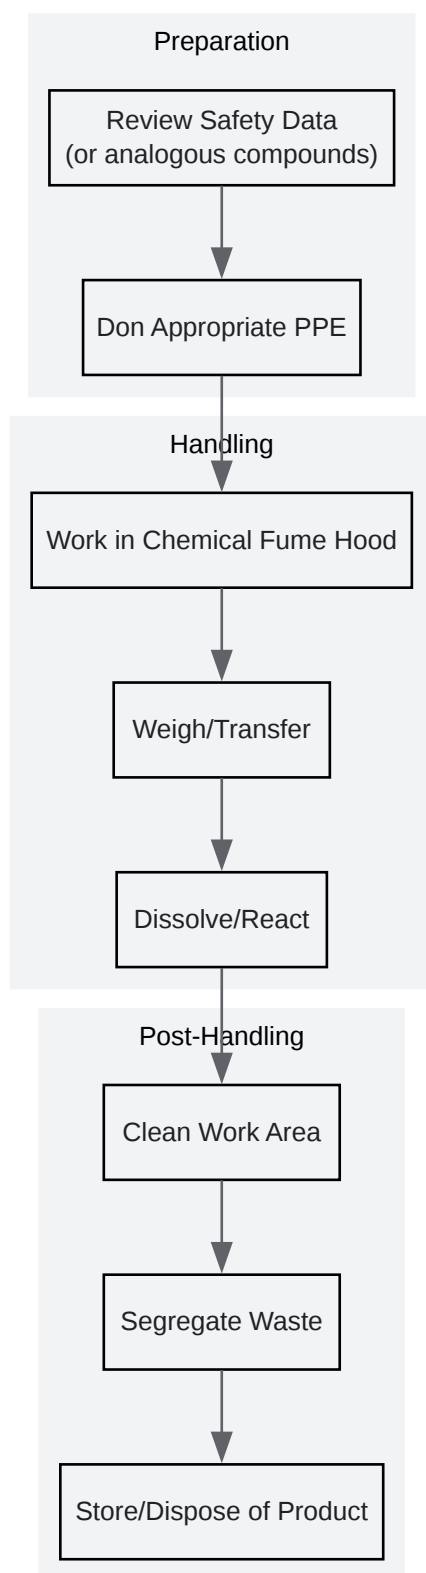 Preparation
Review Safety Data
(or analogous compounds)
Don Appropriate PPE
Handling
Work in Chemical Fume Hood
Weigh/Transfer
Dissolve/React
Post-Handling
Clean Work Area
Segregate Waste
Store/Dispose of Product